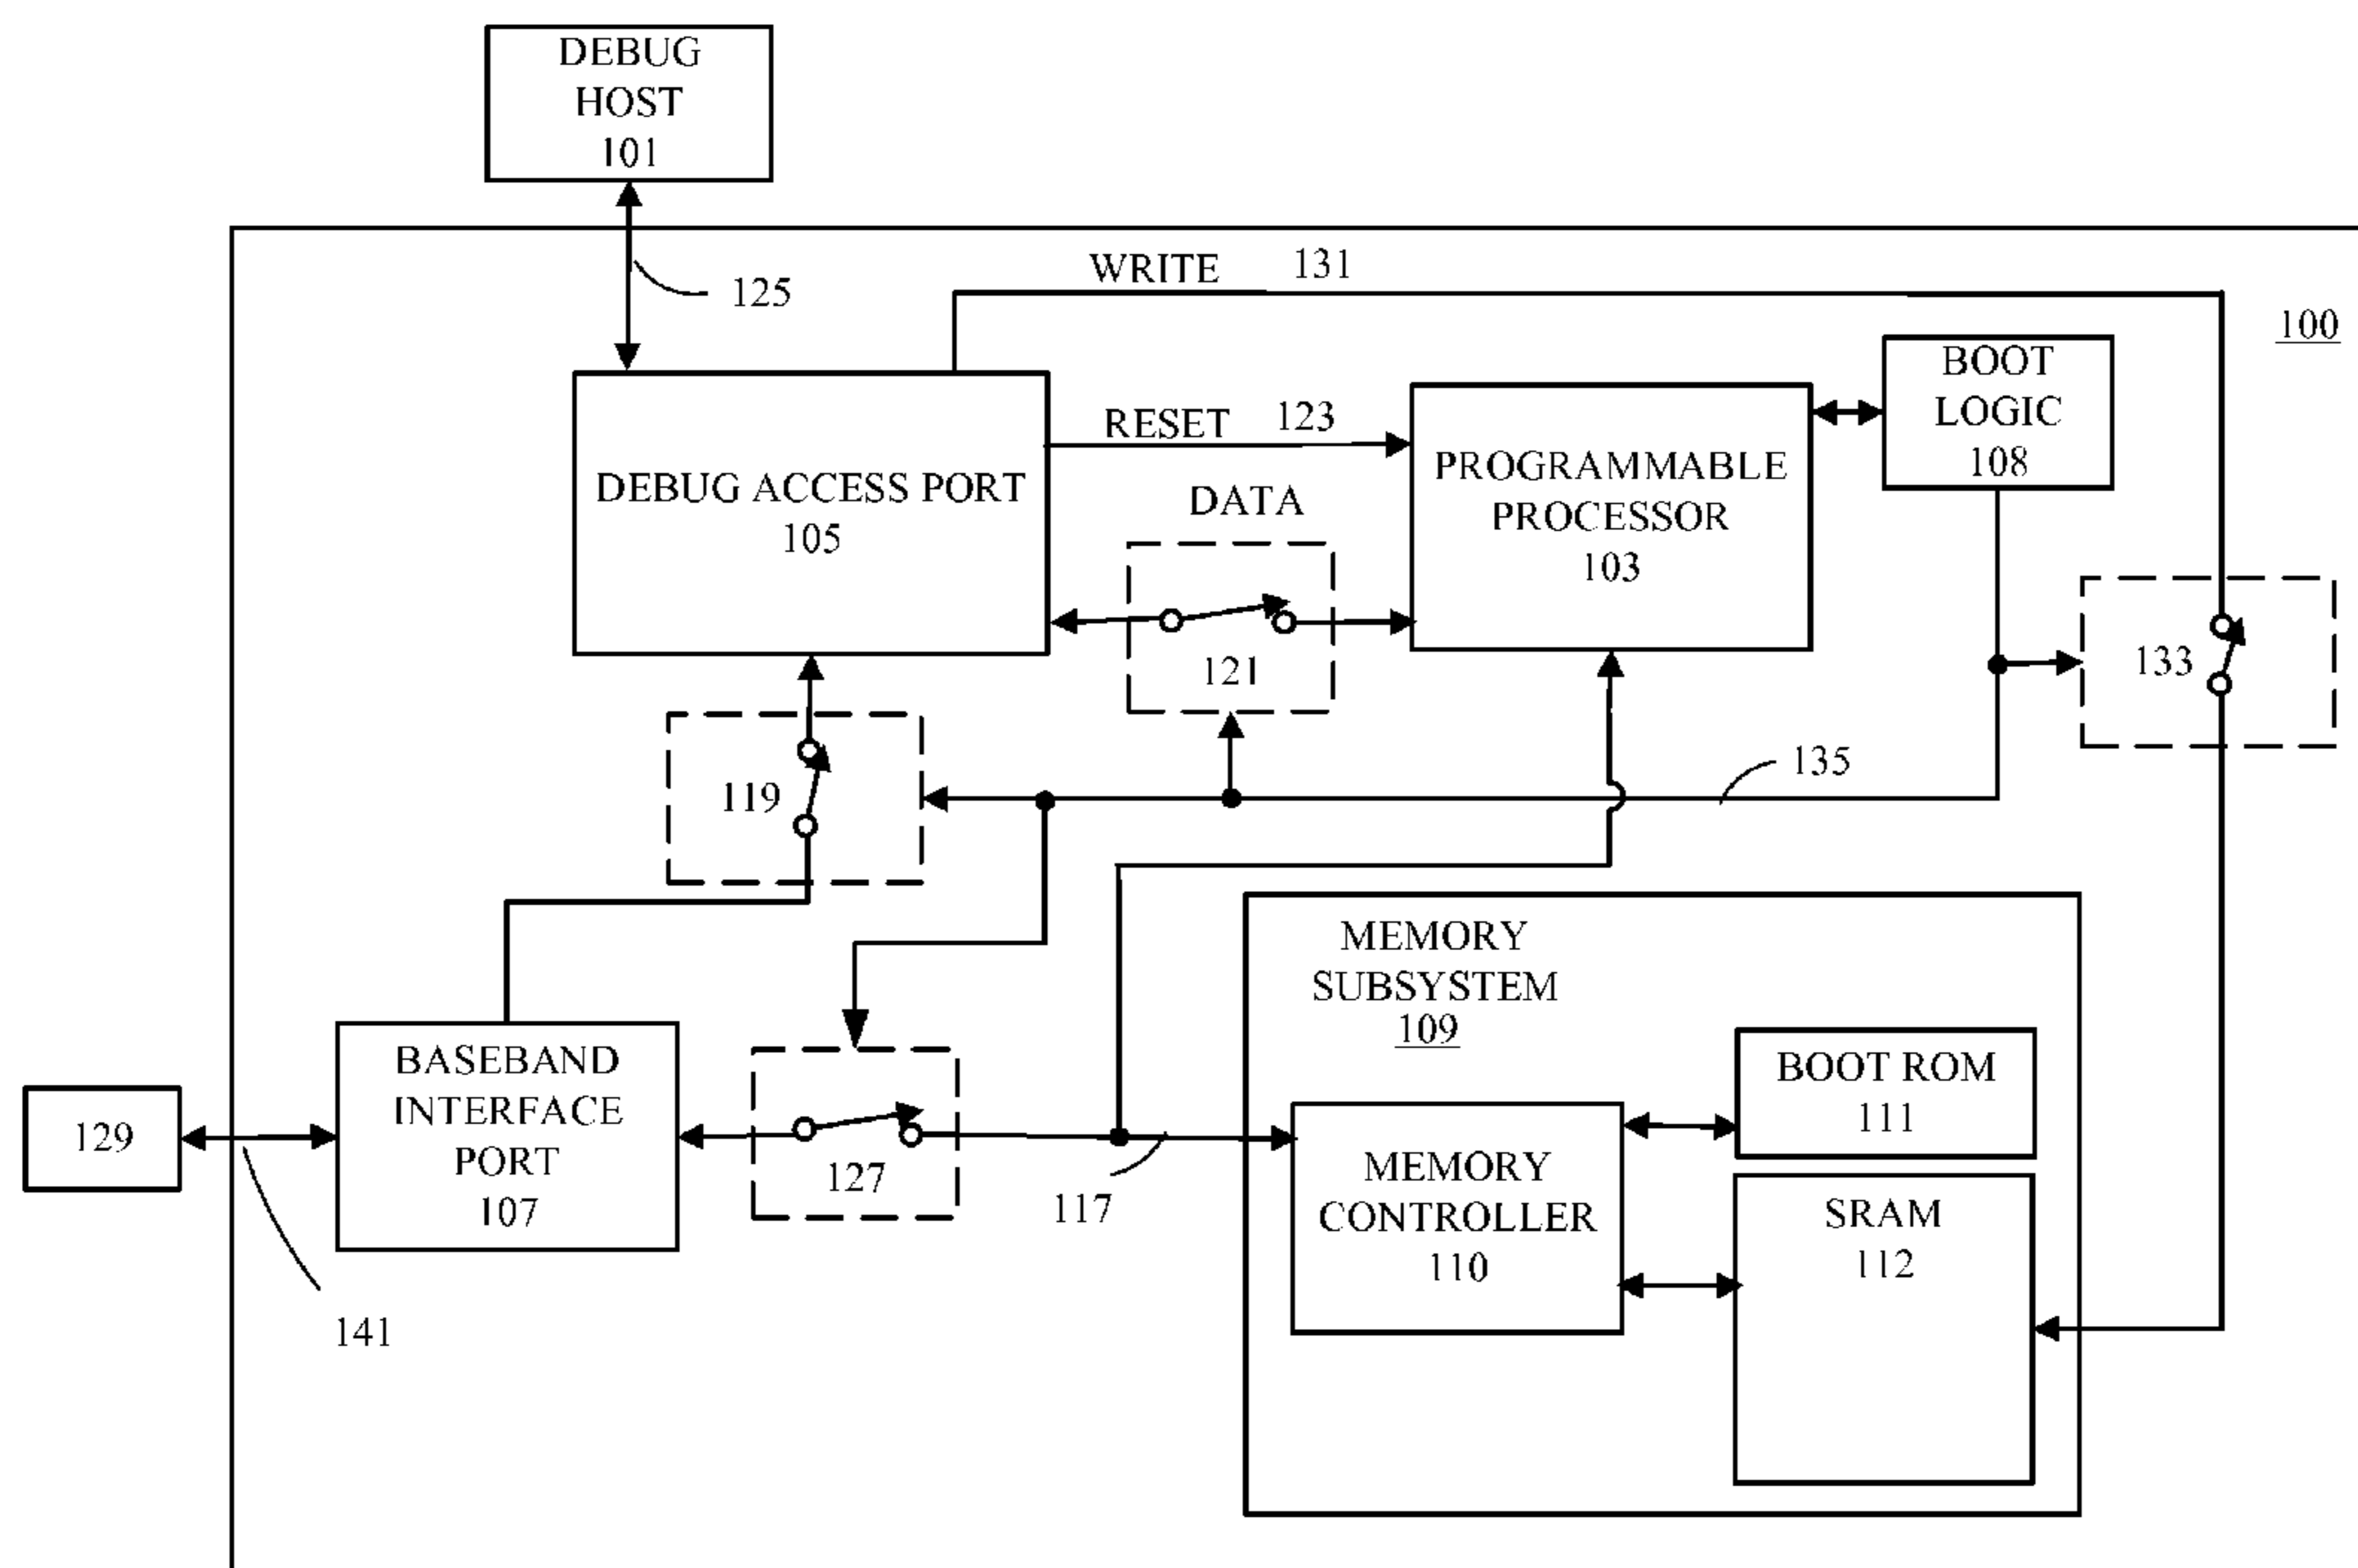 DEBUG
HOST
101
125
WRITE 131
100
BOOT
LOGIC
108
RESET 123
DEBUG ACCESS PORT
105
PROGRAMMABLE
PROCESSOR
103
DATA
121
133
119
135
MEMORY
SUBSYSTEM
109
BASEBAND
INTERFACE
PORT
107
129
127
117
141
MEMORY
CONTROLLER
110
BOOT ROM
111
SRAM
112